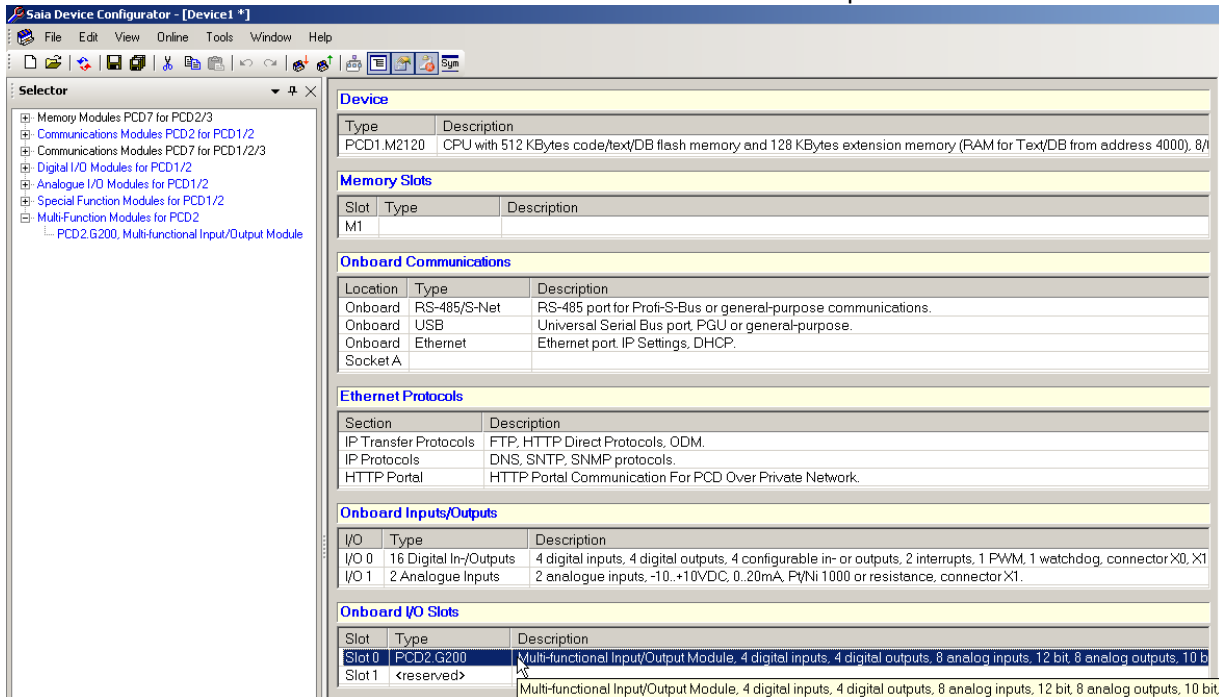 Saia Device Configurator - [Device1 *]
File Edit View Online Tools Window Help
Sym
Selector
Memory Modules PCD7 for PCD2/3
Communications Modules PCD2 for PCD1/2
Communications Modules PCD7 for PCD1/2/3
Digital I/O Modules for PCD1/2
Analogue I/O Modules for PCD1/2
Special Function Modules for PCD1/2
Multi-Function Modules for PCD2
PCD2.G200, Multi-functional Input/Output Module
Device
Type Description
PCD1.M2120 CPU with 512 KBytes code/text/DB flash memory and 128 KBytes extension memory (RAM for Text/DB from address 4000), 8/
Memory Slots
Slot Type Description
M1
Onboard Communications
Location Type Description
Onboard RS-485/S-Net RS-485 port for Profi-S-Bus or general-purpose communications.
Onboard USB Universal Serial Bus port, PGU or general-purpose.
Onboard Ethernet Ethernet port. IP Settings, DHCP.
Socket A
Ethernet Protocols
Section Description
IP Transfer Protocols FTP, HTTP Direct Protocols, ODM.
IP Protocols DNS, SNTP, SNMP protocols.
HTTP Portal HTTP Portal Communication For PCD Over Private Network.
Onboard Inputs/Outputs
I/O Type Description
I/O 0 16 Digital In-/Outputs 4 digital inputs, 4 digital outputs, 4 configurable in- or outputs, 2 interrupts, 1 PWM, 1 watchdog, connector X0, X1
I/O 1 2 Analogue Inputs 2 analogue inputs, -10..+10VDC, 0..20mA, Pt/Ni 1000 or resistance, connector X1.
Onboard I/O Slots
Slot Type Description
Slot 0 PCD2.G200 Multi-functional Input/Output Module, 4 digital inputs, 4 digital outputs, 8 analog inputs, 12 bit, 8 analog outputs, 10 b
Slot 1 <reserved>
Multi-functional Input/Output Module, 4 digital inputs, 4 digital outputs, 8 analog inputs, 12 bit, 8 analog outputs, 10 bit